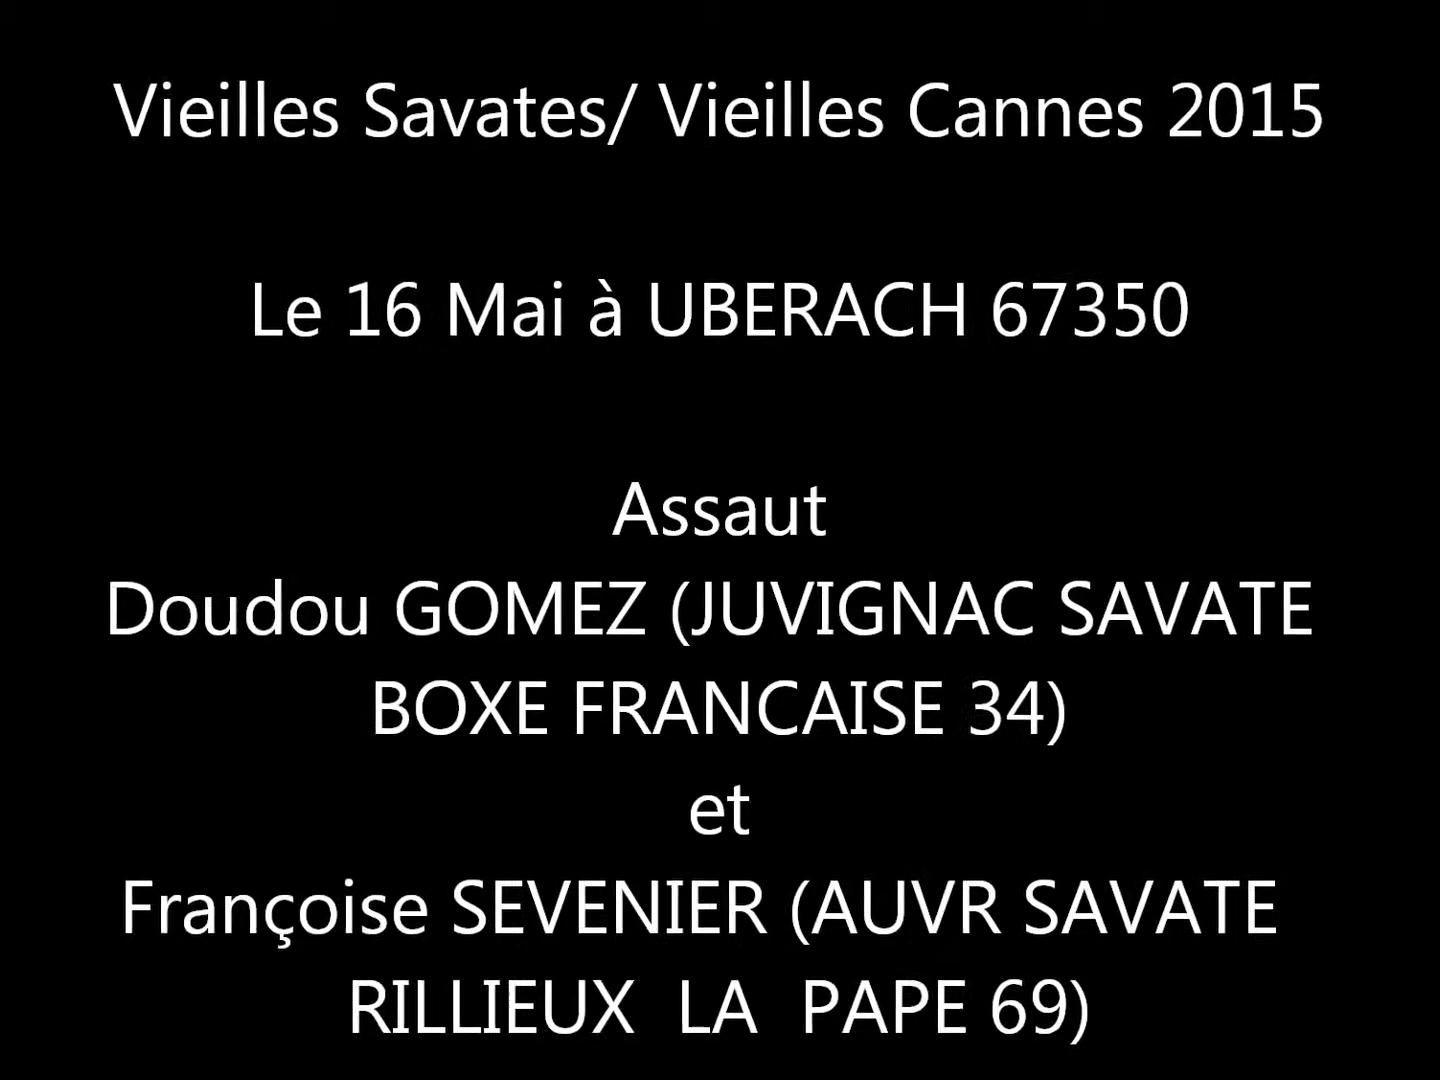 Vieilles Savates/ Vieilles Cannes 2015
Le 16 Mai à UBERACH 67350
Assaut
Doudou GOMEZ (JUVIGNAC SAVATE
BOXE FRANCAISE 34)
et
Françoise SEVENIER (AUVR SAVATE
RILLIEUX LA PAPE 69)